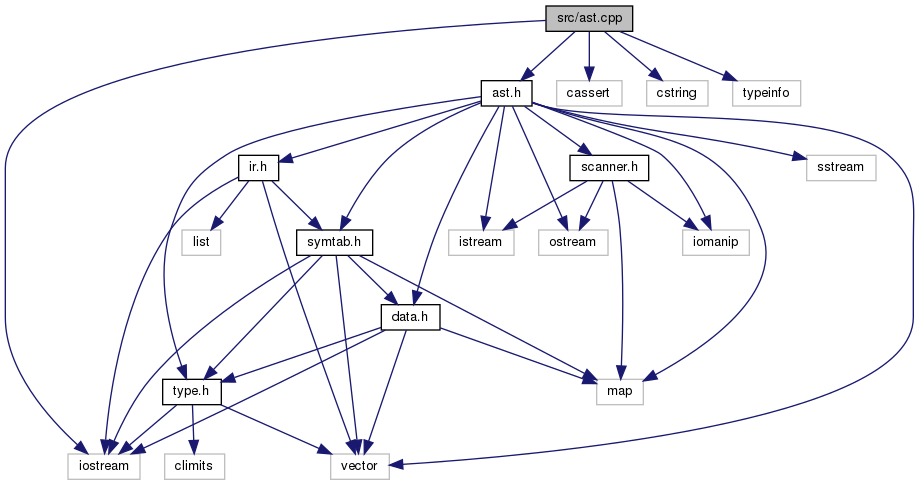 src/ast.cpp
ast.h
cassert
cstring
typeinfo
ir.h
scanner.h
sstream
list
symtab.h
istream
ostream
iomanip
data.h
type.h
map
iostream
climits
vector